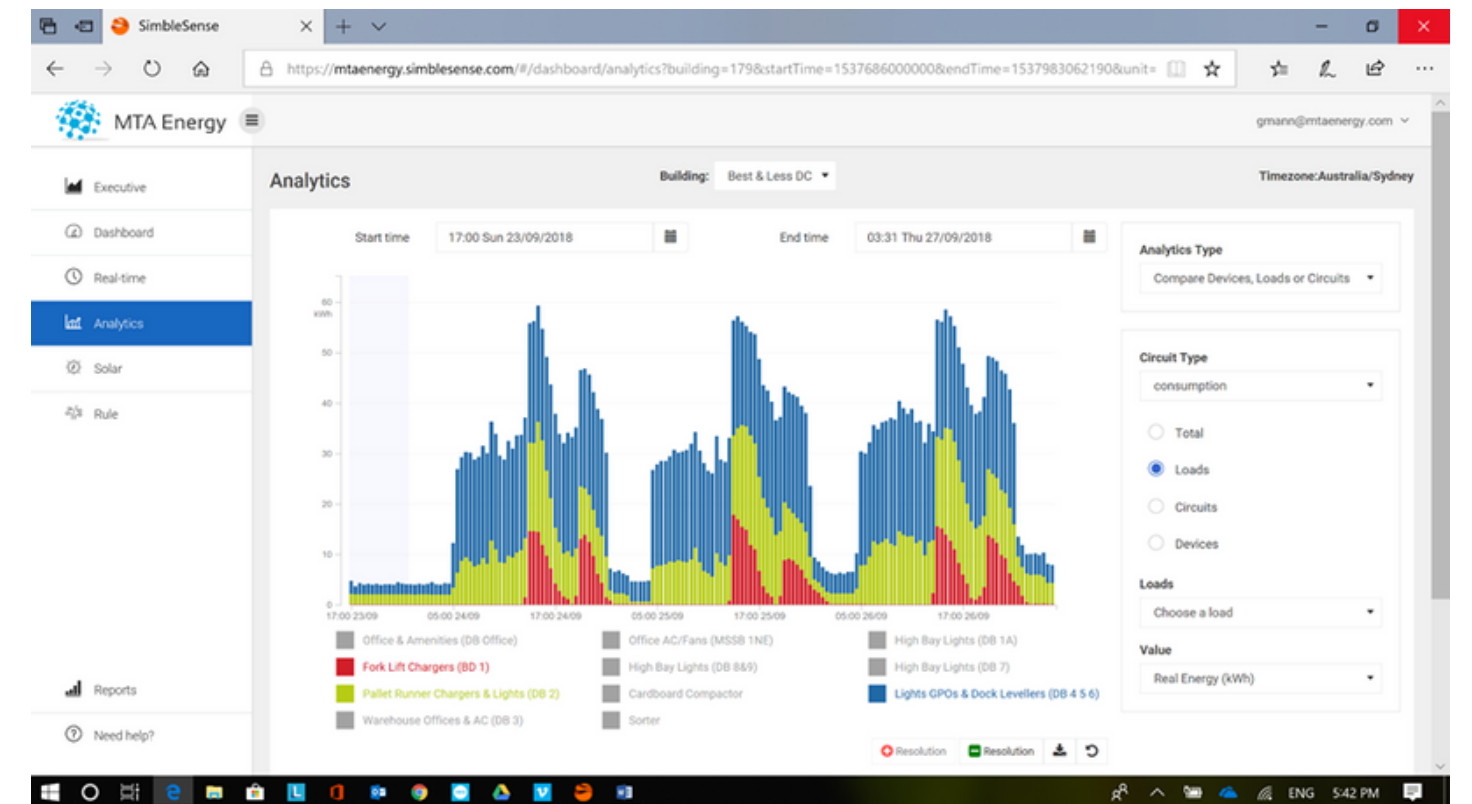 SimbleSense
https://mtaenergy.simblesense.com/#/dashboard/analytics?building=179&startTime=1537686000000&endTime=1537983062190&unit=
MTA Energy
gmann@mtaenergy.com
Executive
Dashboard
Real-time
Analytics
Solar
Rule
Reports
Need help?
Analytics
Building: Best & Less DC
Timezone:Australia/Sydney
Start time 17:00 Sun 23/09/2018
End time 03:31 Thu 27/09/2018
60
kWh
50
40
30
20
10
0
17:00 23/09 05:00 24/09 17:00 24/09 05:00 25/09 17:00 25/09 05:00 26/09 17:00 26/09
Office & Amenities (DB Office) Office AC/Fans (MSSB 1NE) High Bay Lights (DB 1A)
Fork Lift Chargers (BD 1) High Bay Lights (DB 8&9) High Bay Lights (DB 7)
Pallet Runner Chargers & Lights (DB 2) Cardboard Compactor Lights GPOs & Dock Levellers (DB 4 5 6)
Warehouse Offices & AC (DB 3) Sorter
Resolution Resolution
Analytics Type
Compare Devices, Loads or Circuits
Circuit Type
consumption
Total
Loads
Circuits
Devices
Loads
Choose a load
Value
Real Energy (kWh)
ENG 5:42 PM